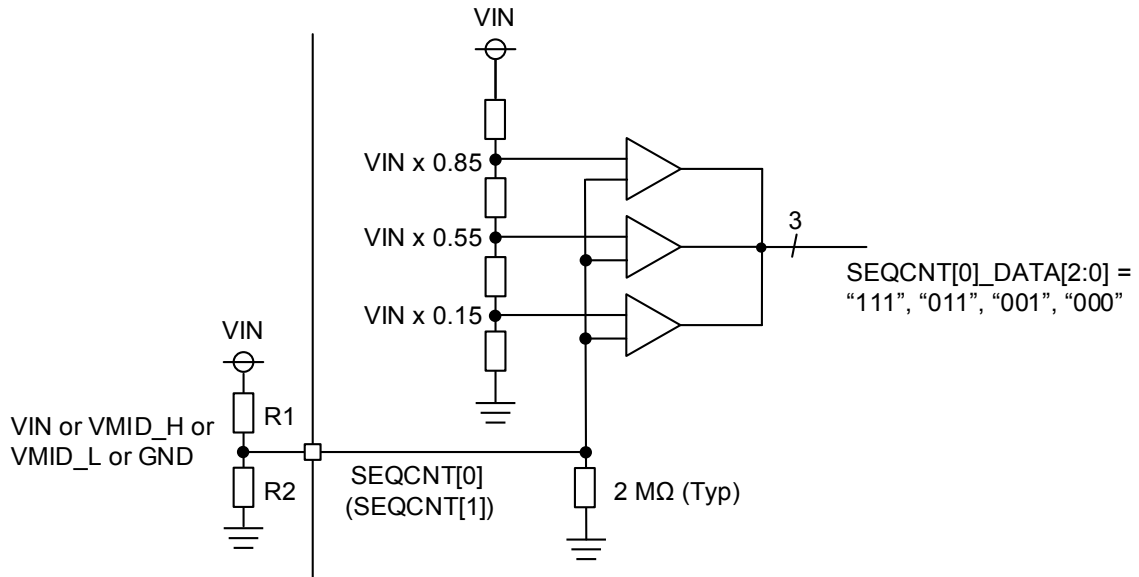 VIN
VIN x 0.85
VIN x 0.55
3
SEQCNT[0]_DATA[2:0] =
“111”, “011”, “001”, “000”
VIN x 0.15
VIN
R1
VIN or VMID_H or
VMID_L or GND
R2
SEQCNT[0]
(SEQCNT[1])
2 MΩ (Typ)